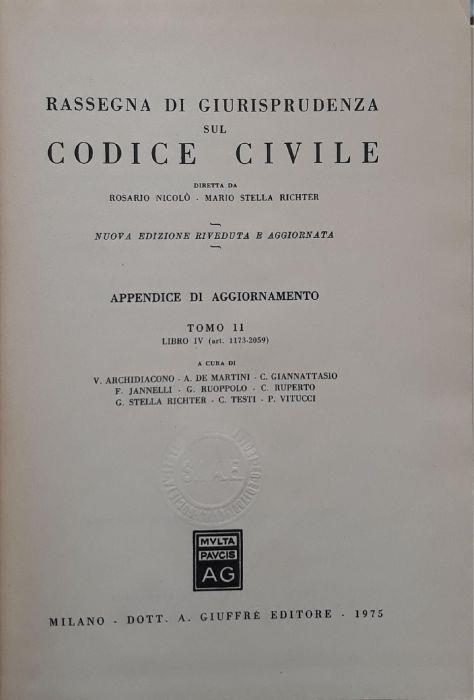 RASSEGNA DI GIURISPRUDENZA
SUL
CODICE CIVILE
DIRETTA DA
ROSARIO NICOLÒ - MARIO STELLA RICHTER
NUOVA EDIZIONE RIVEDUTA E AGGIORNATA
APPENDICE DI AGGIORNAMENTO
TOMO II
LIBRO IV (art. 1173-2059)
A CURA DI
V. ARCHIDIACONO - A. DE MARTINI - C. GIANNATTASIO
F. JANNELLI - G. RUOPPOLO - C. RUPERTO
G. STELLA RICHTER - C. TESTI - P. VITUCCI
MVLTA
PAVCIS
AG
MILANO - DOTT. A. GIUFFRÈ EDITORE - 1975